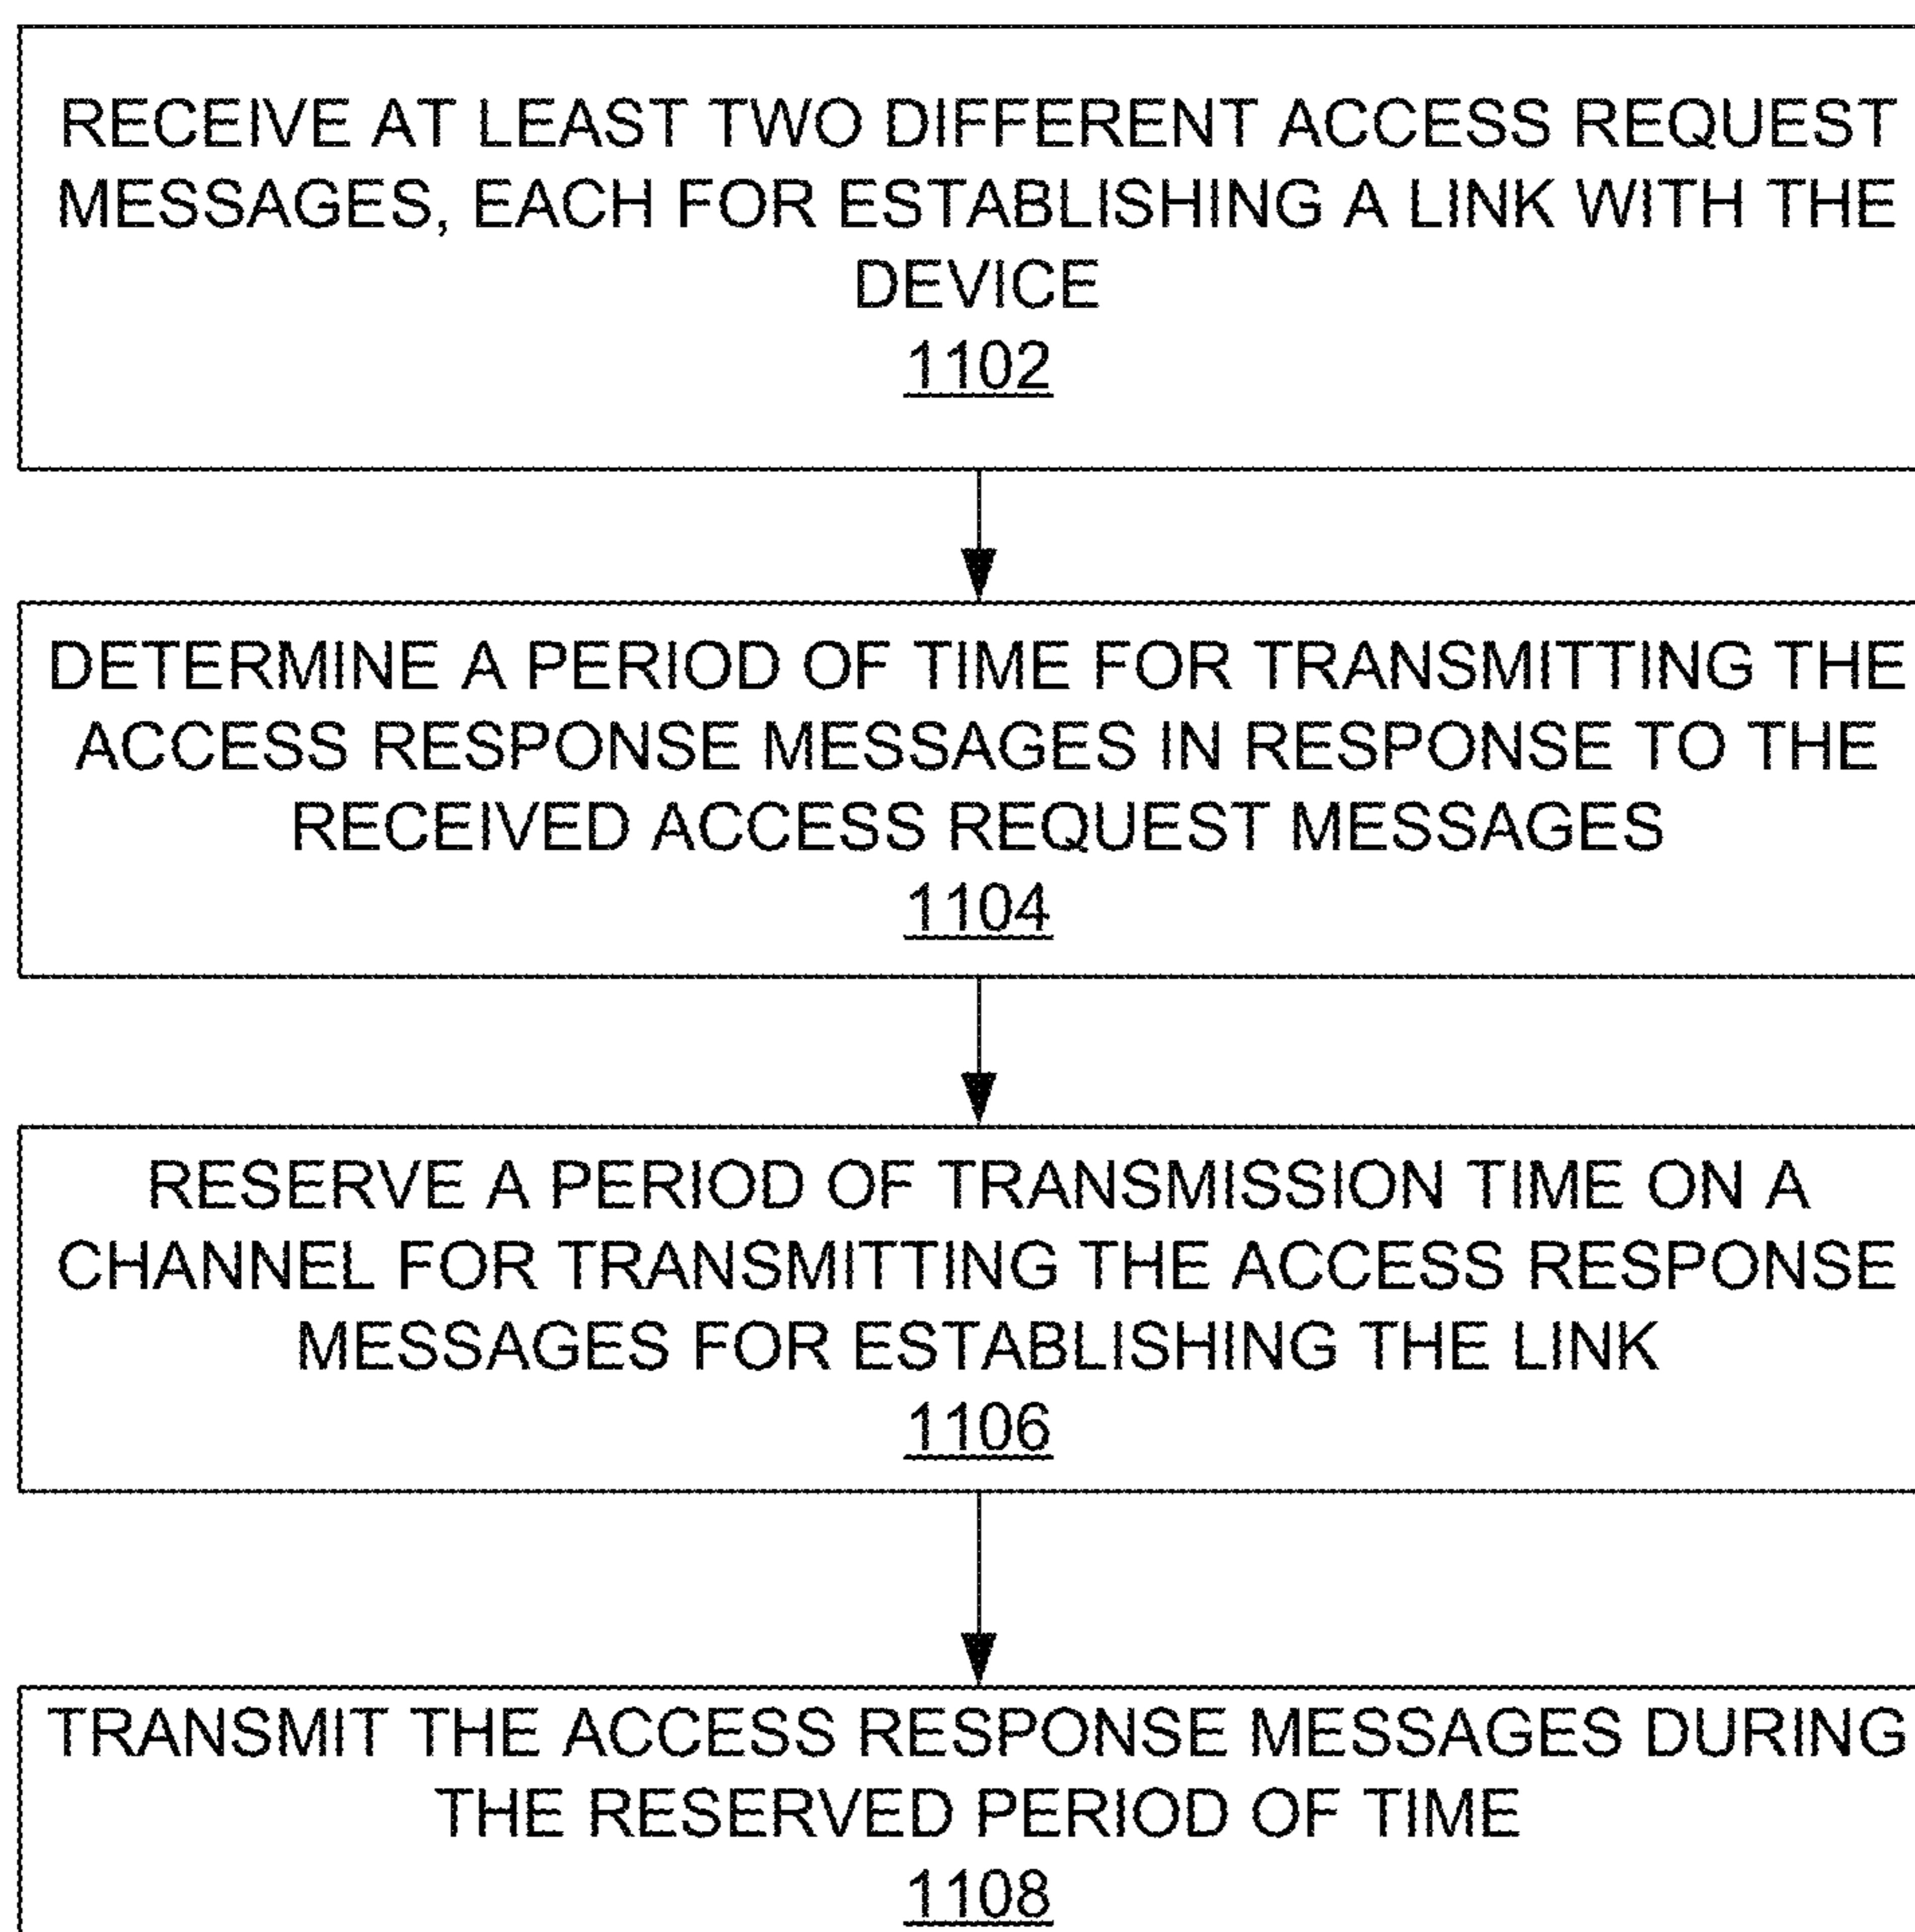 RECEIVE AT LEAST TWO DIFFERENT ACCESS REQUEST
MESSAGES, EACH FOR ESTABLISHING A LINK WITH THE
DEVICE
1102
DETERMINE A PERIOD OF TIME FOR TRANSMITTING THE
ACCESS RESPONSE MESSAGES IN RESPONSE TO THE
RECEIVED ACCESS REQUEST MESSAGES
1104
RESERVE A PERIOD OF TRANSMISSION TIME ON A
CHANNEL FOR TRANSMITTING THE ACCESS RESPONSE
MESSAGES FOR ESTABLISHING THE LINK
1106
TRANSMIT THE ACCESS RESPONSE MESSAGES DURING
THE RESERVED PERIOD OF TIME
1108